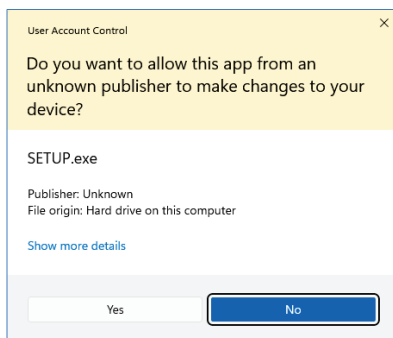 User Account Control
Do you want to allow this app from an
unknown publisher to make changes to your
device?
SETUP.exe
Publisher: Unknown
File origin: Hard drive on this computer
Show more details
Yes
No